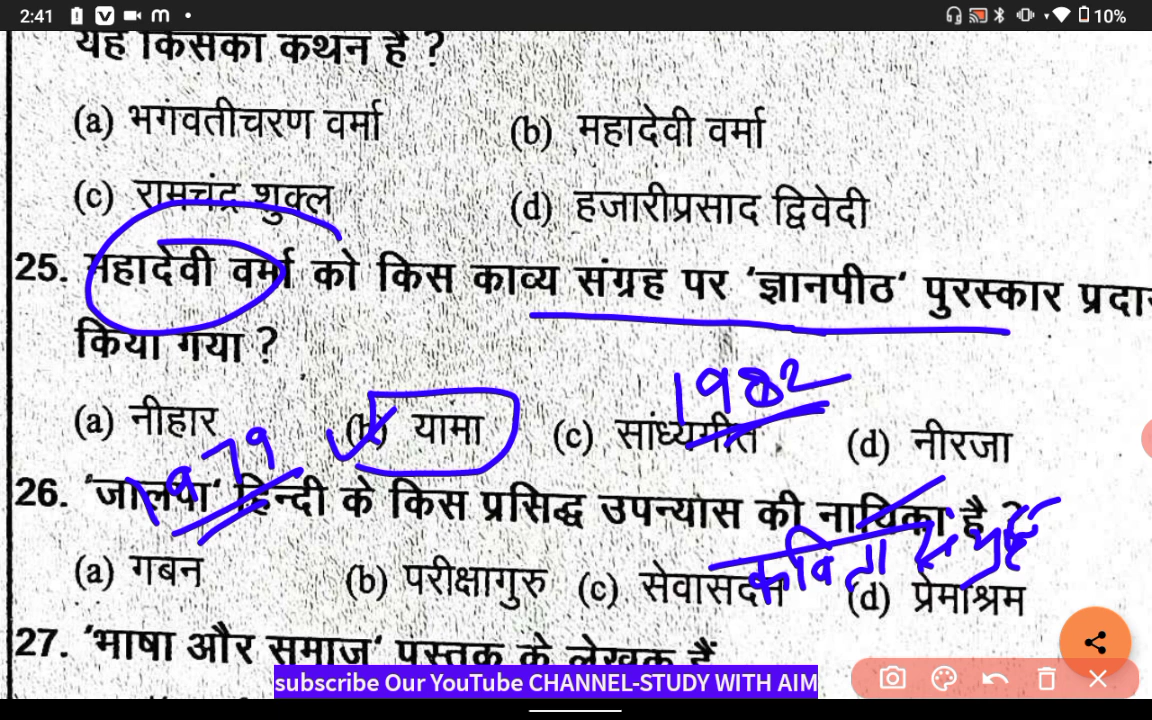 2:41 V m 10%
यह किसका कथन है ?
(a) भगवतीचरण वर्मा (b) महादेवी वर्मा
(c) रामचंद्र शुक्ल (d) हजारीप्रसाद द्विवेदी
25. महादेवी वर्मा को किस काव्य संग्रह पर ‘ज्ञानपीठ‘ पुरस्कार
किया गया ?
1982
(a) नीहार (b) यामा (c) सांध्यगीत (d) नीरजा
1979
26. ‘जालपा‘ हिन्दी के किस प्रसिद्ध उपन्यास की नायिका है ?
कविता संग्रह
(a) गबन (b) परीक्षागुरु (c) सेवासदन (d) प्रेमाश्रम
27. ‘भाषा और समाज‘ पुस्तक के लेखक हैं
subscribe Our YouTube CHANNEL-STUDY WITH AIM